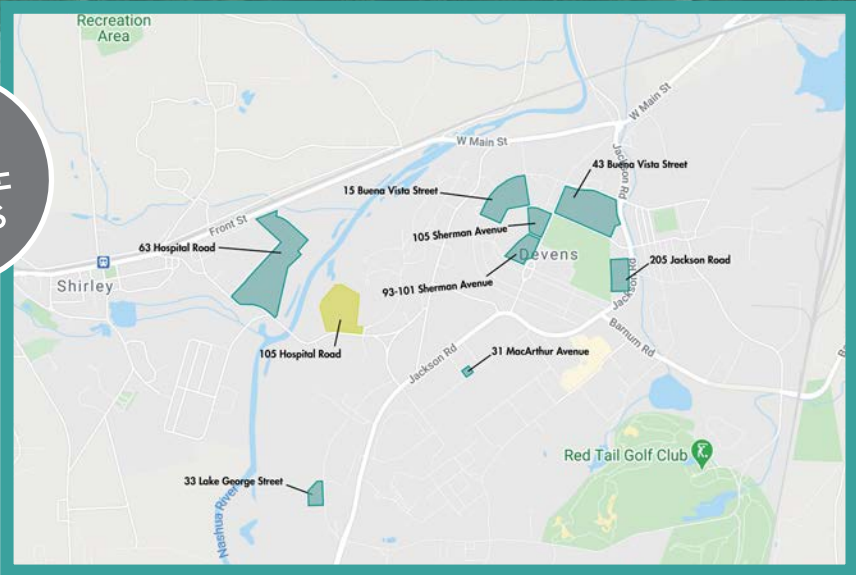 Recreation
Area
W Main St
W Main St
Jackson Rd
43 Buena Vista Street
15 Buena Vista Street
Front St
105 Sherman Avenue
63 Hospital Road
Devens
205 Jackson Road
Shirley
93-101 Sherman Avenue
Jackson Rd
Barnum Rd
105 Hospital Road
Jackson Rd
31 MacArthur Avenue
Red Tail Golf Club
33 Lake George Street
Nashua River